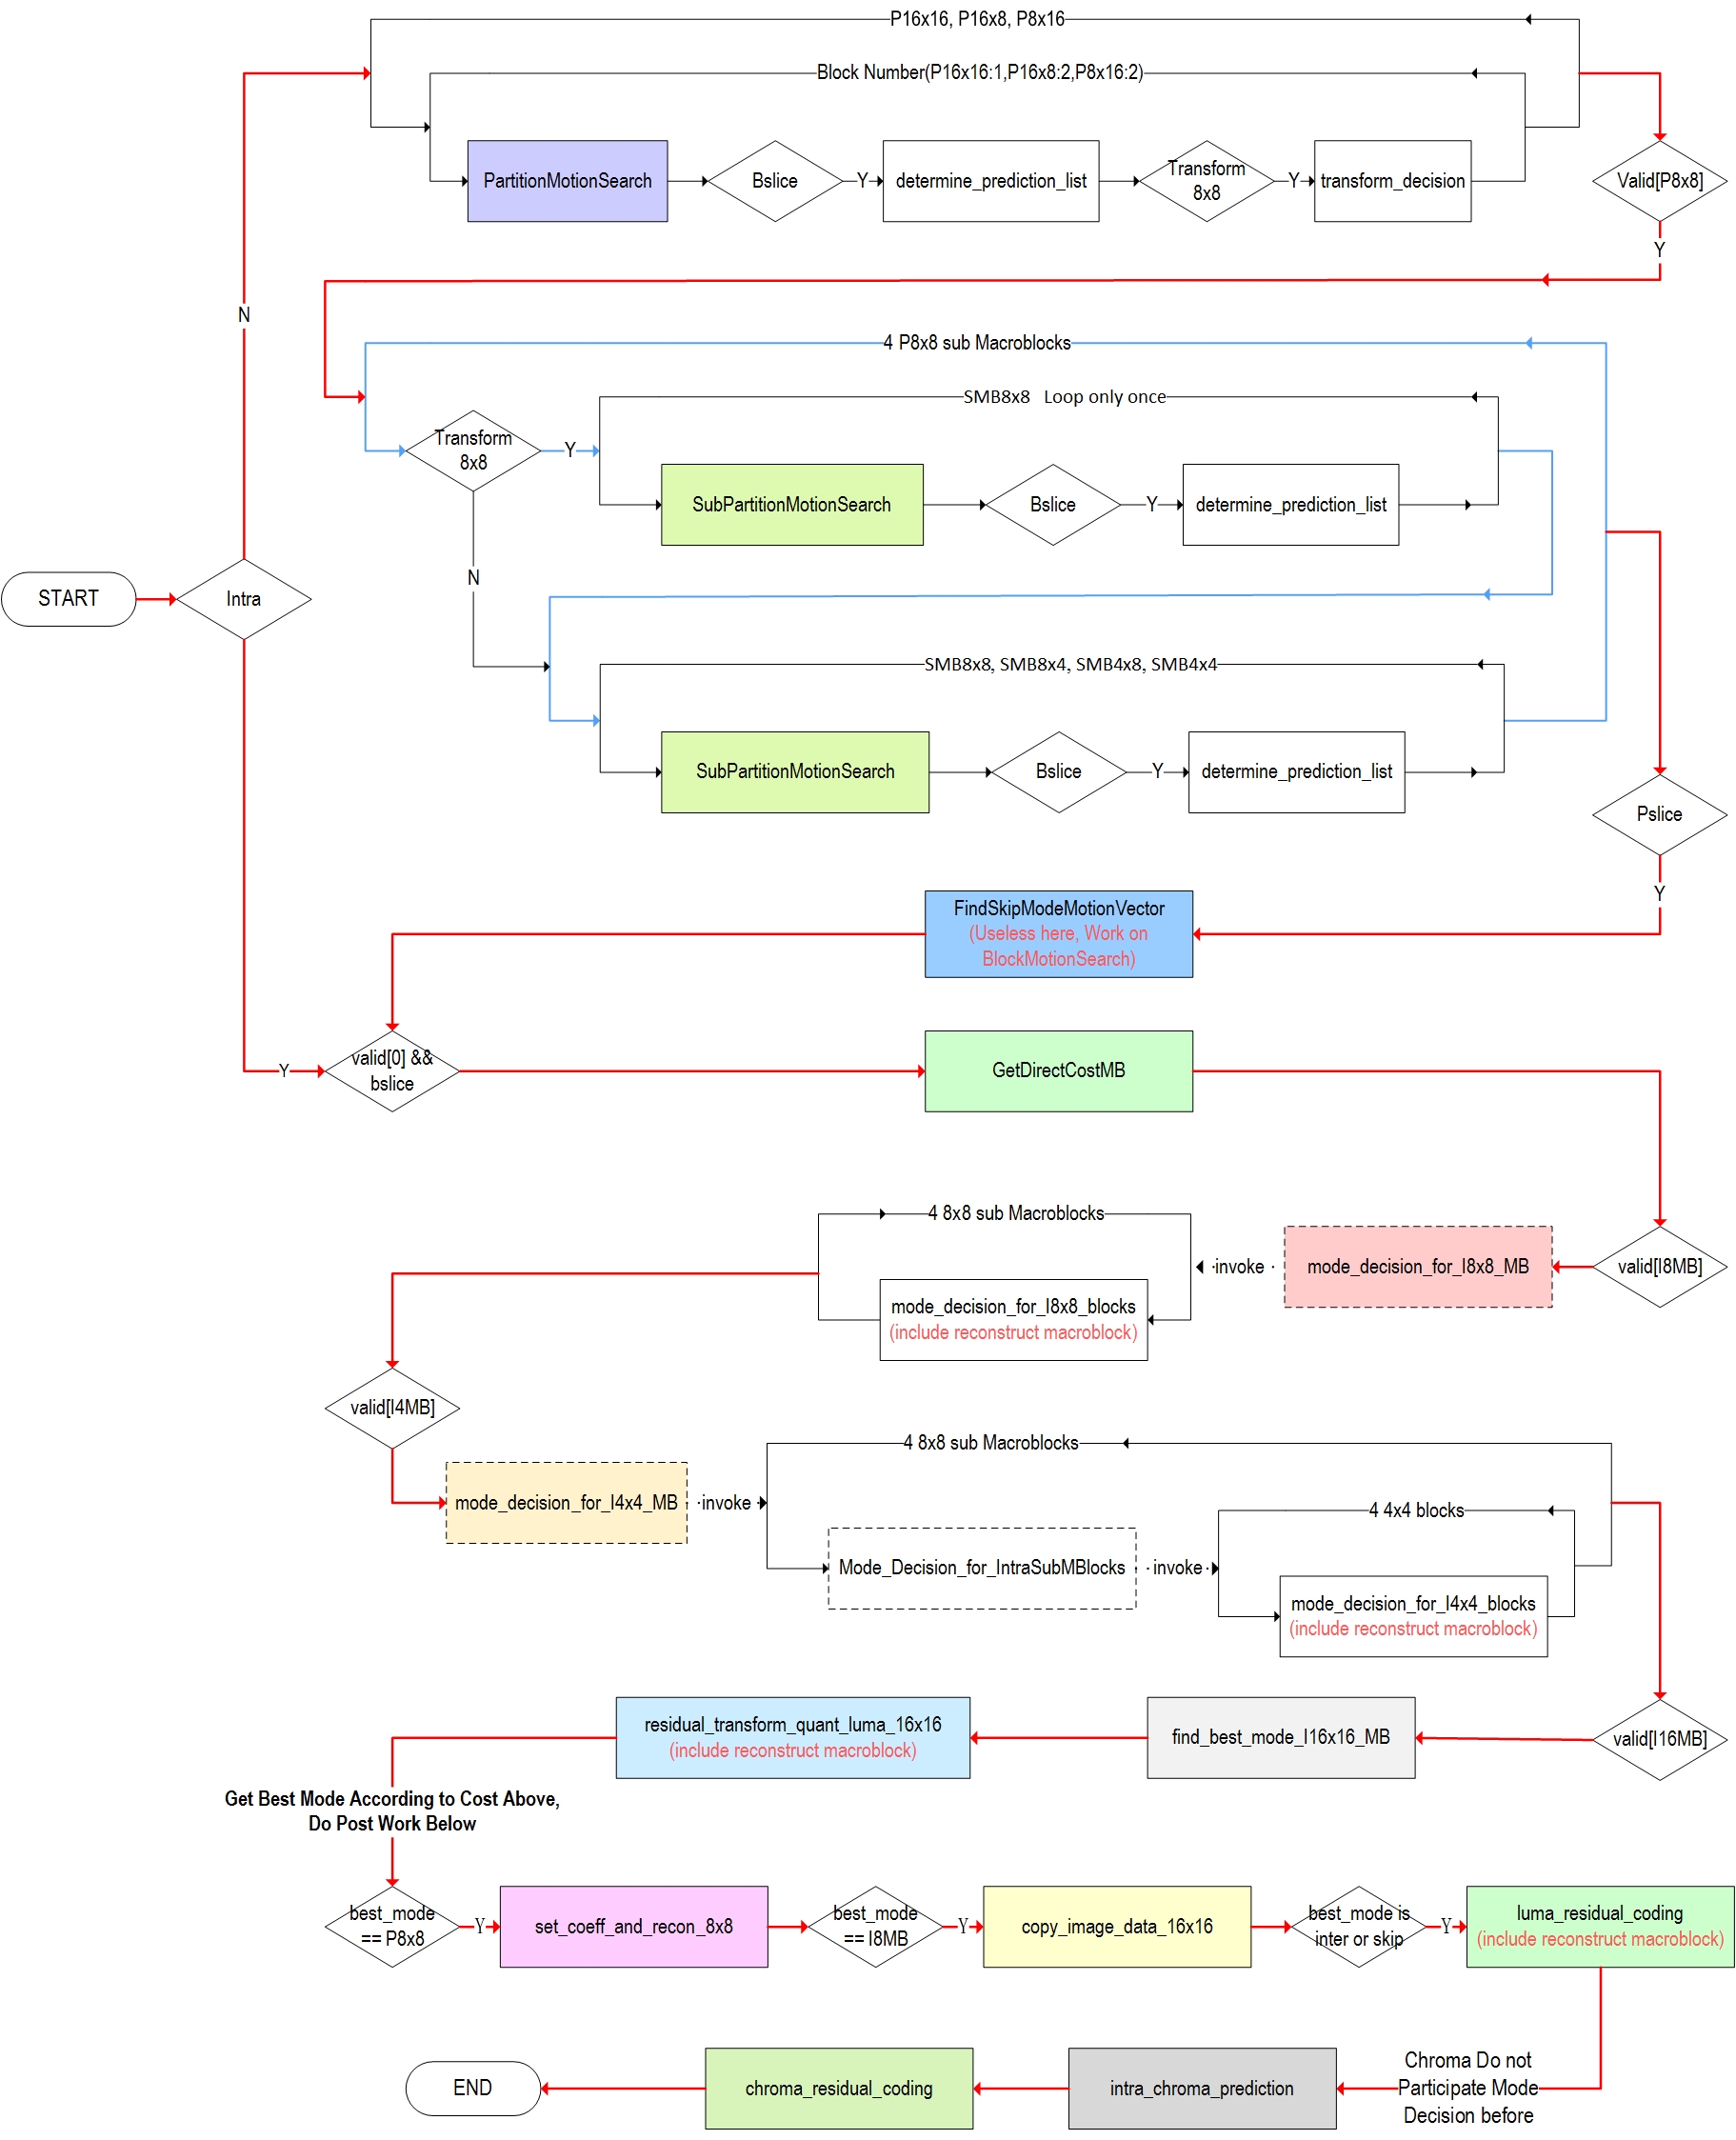 P16x16, P16x8, P8x16
Block Number(P16x16:1,P16x8:2,P8x16:2)
PartitionMotionSearch
Bslice
Y
determine_prediction_list
Transform
8x8
Y
transform_decision
Valid[P8x8]
Y
N
4 P8x8 sub Macroblocks
SMB8x8 Loop only once
Transform
8x8
Y
SubPartitionMotionSearch
Bslice
Y
determine_prediction_list
N
START
Intra
SMB8x8, SMB8x4, SMB4x8, SMB4x4
SubPartitionMotionSearch
Bslice
Y
determine_prediction_list
Pslice
Y
FindSkipModeMotionVector
(Useless here, Work on
BlockMotionSearch)
Y
valid[0] &&
bslice
GetDirectCostMB
4 8x8 sub Macroblocks
invoke
mode_decision_for_I8x8_MB
valid[I8MB]
mode_decision_for_I8x8_blocks
(include reconstruct macroblock)
valid[I4MB]
4 8x8 sub Macroblocks
mode_decision_for_I4x4_MB
invoke
4 4x4 blocks
Mode_Decision_for_IntraSubMBlocks
invoke
mode_decision_for_I4x4_blocks
(include reconstruct macroblock)
residual_transform_quant_luma_16x16
(include reconstruct macroblock)
find_best_mode_I16x16_MB
valid[I16MB]
Get Best Mode According to Cost Above,
Do Post Work Below
best_mode
== P8x8
Y
set_coeff_and_recon_8x8
best_mode
== I8MB
Y
copy_image_data_16x16
best_mode is
inter or skip
Y
luma_residual_coding
(include reconstruct macroblock)
END
chroma_residual_coding
intra_chroma_prediction
Chroma Do not
Participate Mode
Decision before